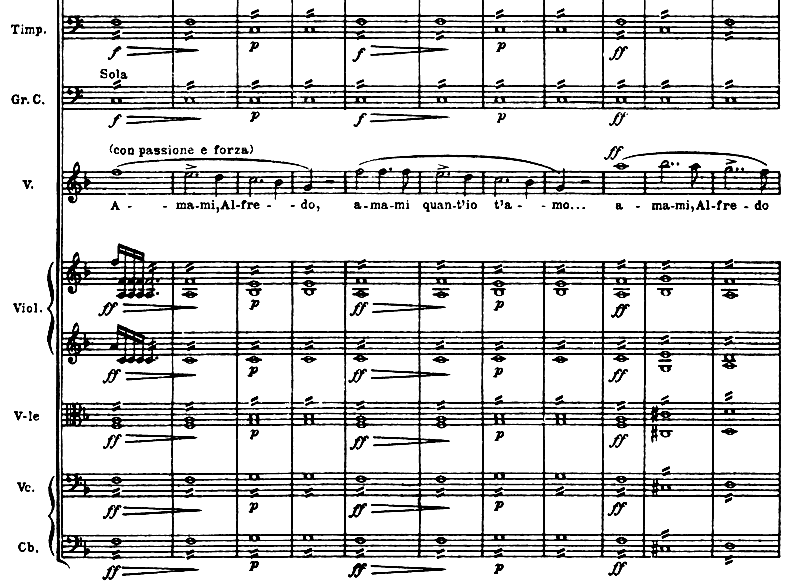 Timp.
f p f p ff
Sola
Gr. C.
f p f p ff
(con passione e forza) ff
V.
A - - ma-mi, Al-fre - - do, a-ma-mi quan-t'io t'a - - mo... a - ma-mi, Al-fre - do
Viol.
ff p ff p ff
ff p ff p ff
V-le
ff p ff p ff
Vc.
ff p ff p ff
Cb.
ff p ff p ff